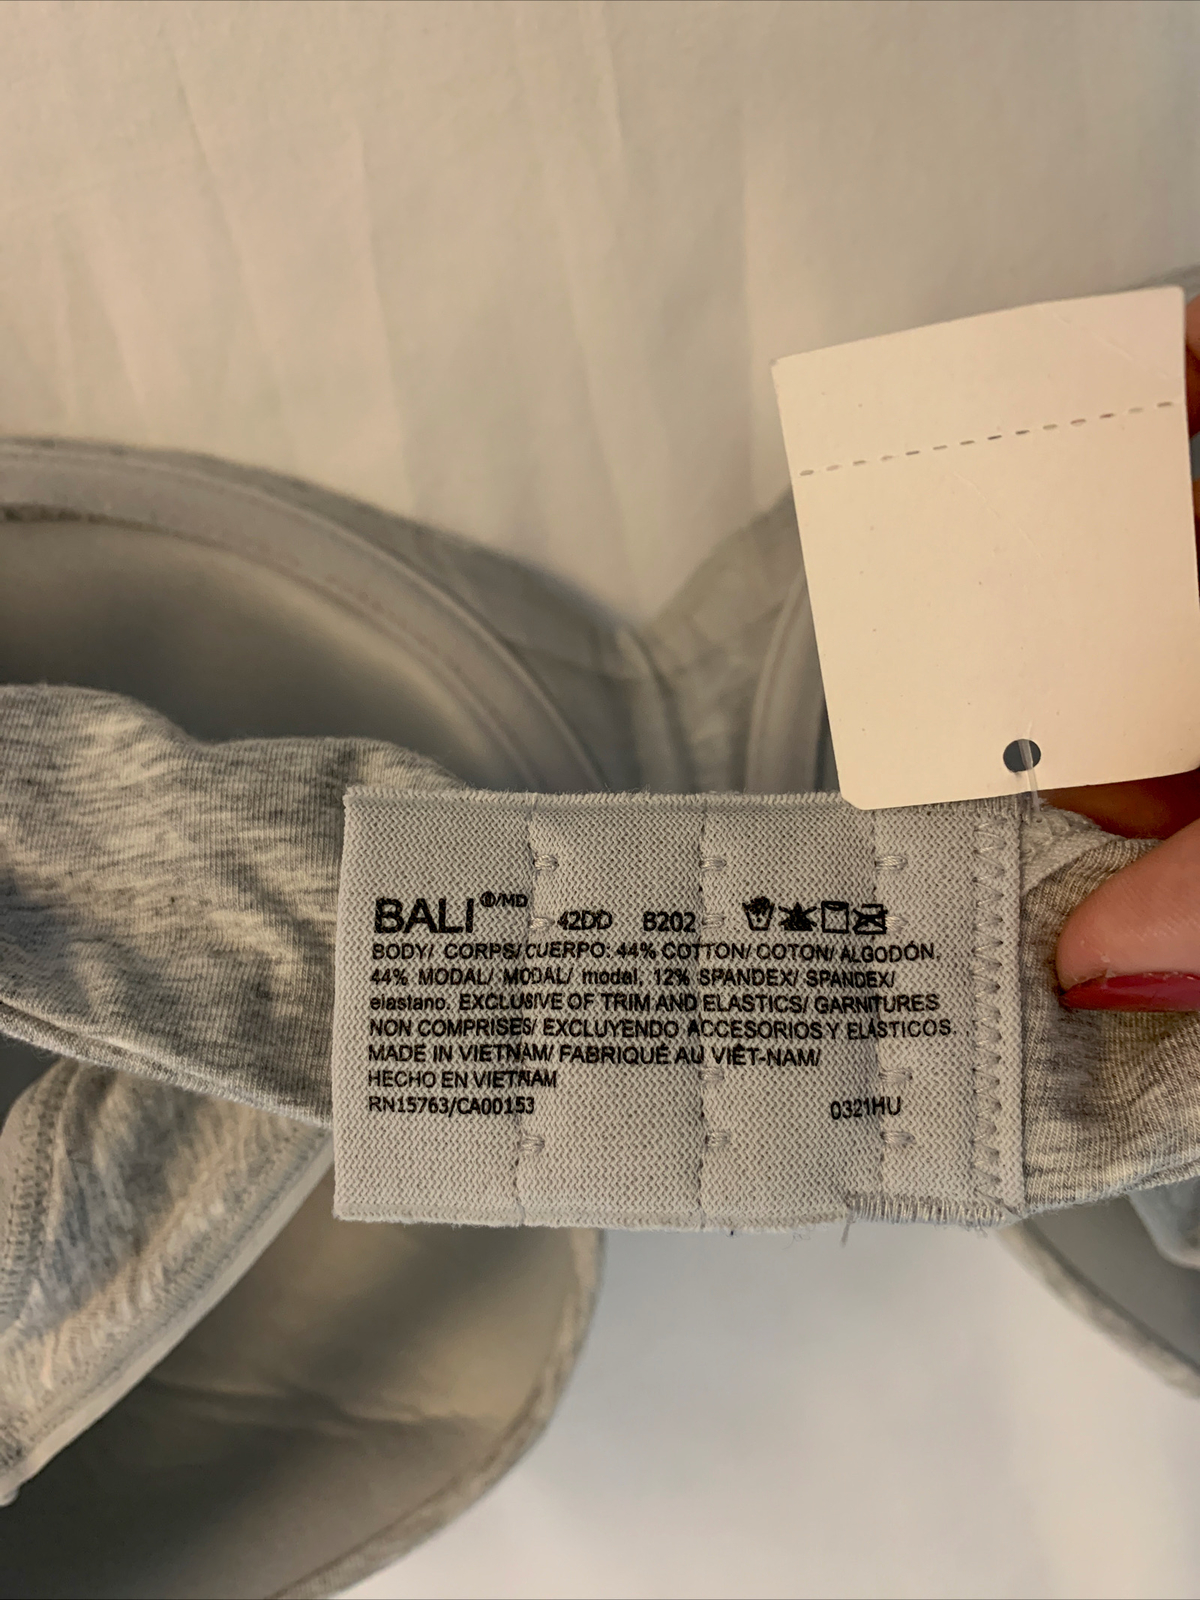 BALI®/MD 42DD B202
BODY/ CORPS/ CUERPO: 44% COTTON/ COTON/ ALGODÓN,
44% MODAL/ MODAL/ modal, 12% SPANDEX/ SPANDEX/
elastano. EXCLUSIVE OF TRIM AND ELASTICS/ GARNITURES
NON COMPRISES/ EXCLUYENDO ACCESORIOS Y ELÁSTICOS.
MADE IN VIETNAM/ FABRIQUÉ AU VIÊT-NAM/
HECHO EN VIETNAM
RN15763/CA00153 0321HU